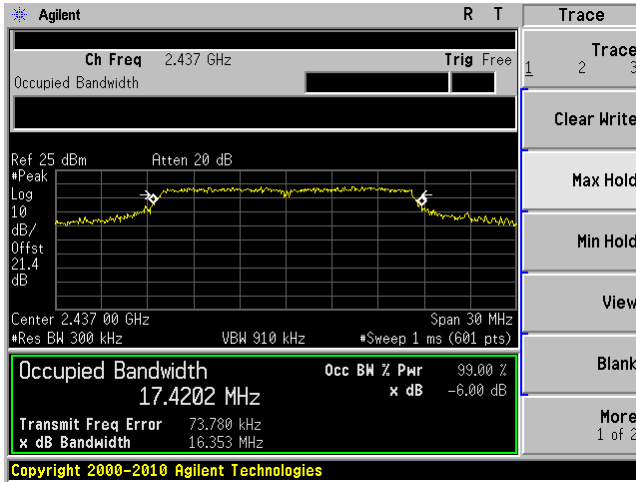 Agilent R T Trace
Ch Freq 2.437 GHz Trig Free
Occupied Bandwidth
Trace
1 2 3
Clear Write
Max Hold
Min Hold
View
Blank
More
1 of 2
Ref 25 dBm Atten 20 dB
#Peak
Log
10
dB/
Offst
21.4
dB
Center 2.437 00 GHz Span 30 MHz
#Res BW 300 kHz VBW 910 kHz #Sweep 1 ms (601 pts)
Occupied Bandwidth Occ BW % Pwr 99.00 %
17.4202 MHz x dB -6.00 dB
Transmit Freq Error 73.780 kHz
x dB Bandwidth 16.353 MHz
Copyright 2000-2010 Agilent Technologies